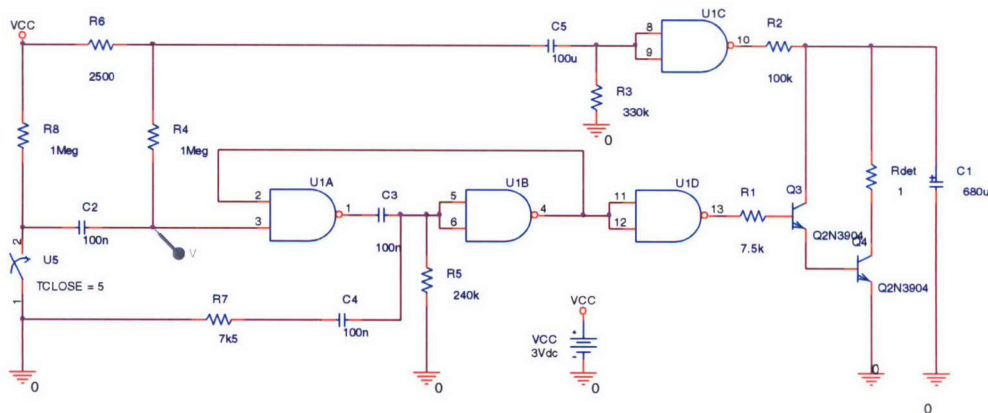 VCC
R6
2500
C5
100u
8
9
U1C
10
R2
100k
R3
330k
0
R8
1Meg
R4
1Meg
U1A
2
3
1
C3
100n
U1B
5
6
4
U1D
11
12
13
R1
7.5k
Q3
Q2N3904
Q4
Q2N3904
Rdet
1
C1
680u
C2
100n
V
2
U5
TCLOSE = 5
1
R5
240k
R7
7k5
C4
100n
VCC
VCC
3Vdc
0
0
0
0
0